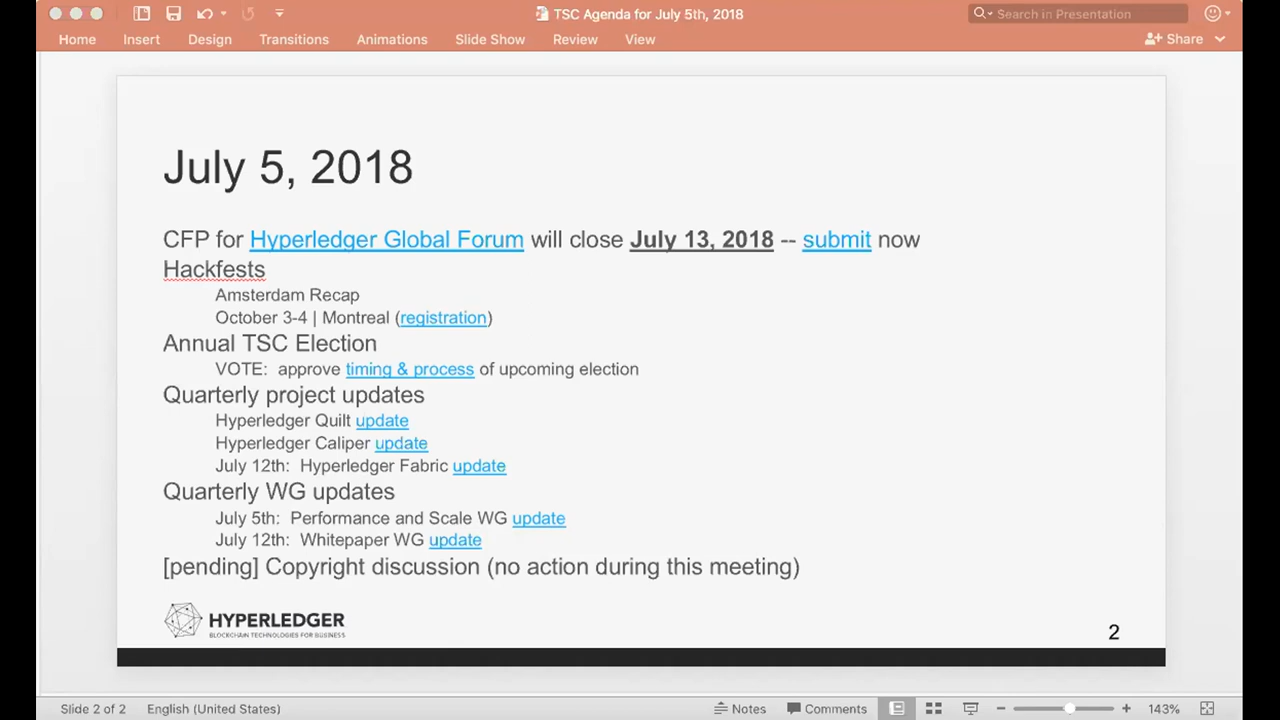 TSC Agenda for July 5th, 2018
Search in Presentation
Home Insert Design Transitions Animations Slide Show Review View Share
July 5, 2018
CFP for Hyperledger Global Forum will close July 13, 2018 -- submit now
Hackfests
Amsterdam Recap
October 3-4 | Montreal (registration)
Annual TSC Election
VOTE:  approve timing & process of upcoming election
Quarterly project updates
Hyperledger Quilt update
Hyperledger Caliper update
July 12th:  Hyperledger Fabric update
Quarterly WG updates
July 5th:  Performance and Scale WG update
July 12th:  Whitepaper WG update
[pending] Copyright discussion (no action during this meeting)
HYPERLEDGER
BLOCKCHAIN TECHNOLOGIES FOR BUSINESS
2
Slide 2 of 2 English (United States) Notes Comments 143%